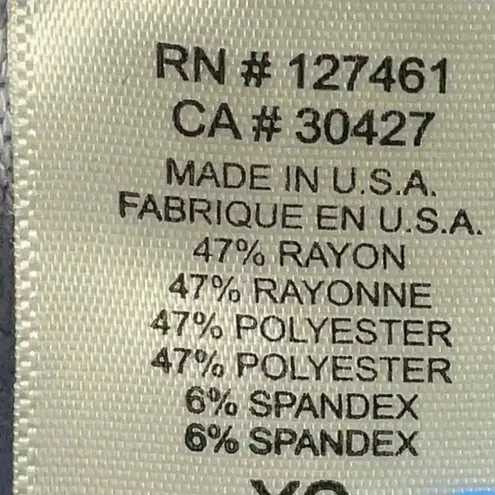 RN # 127461
CA # 30427
MADE IN U.S.A.
FABRIQUE EN U.S.A.
47% RAYON
47% RAYONNE
47% POLYESTER
47% POLYESTER
6% SPANDEX
6% SPANDEX